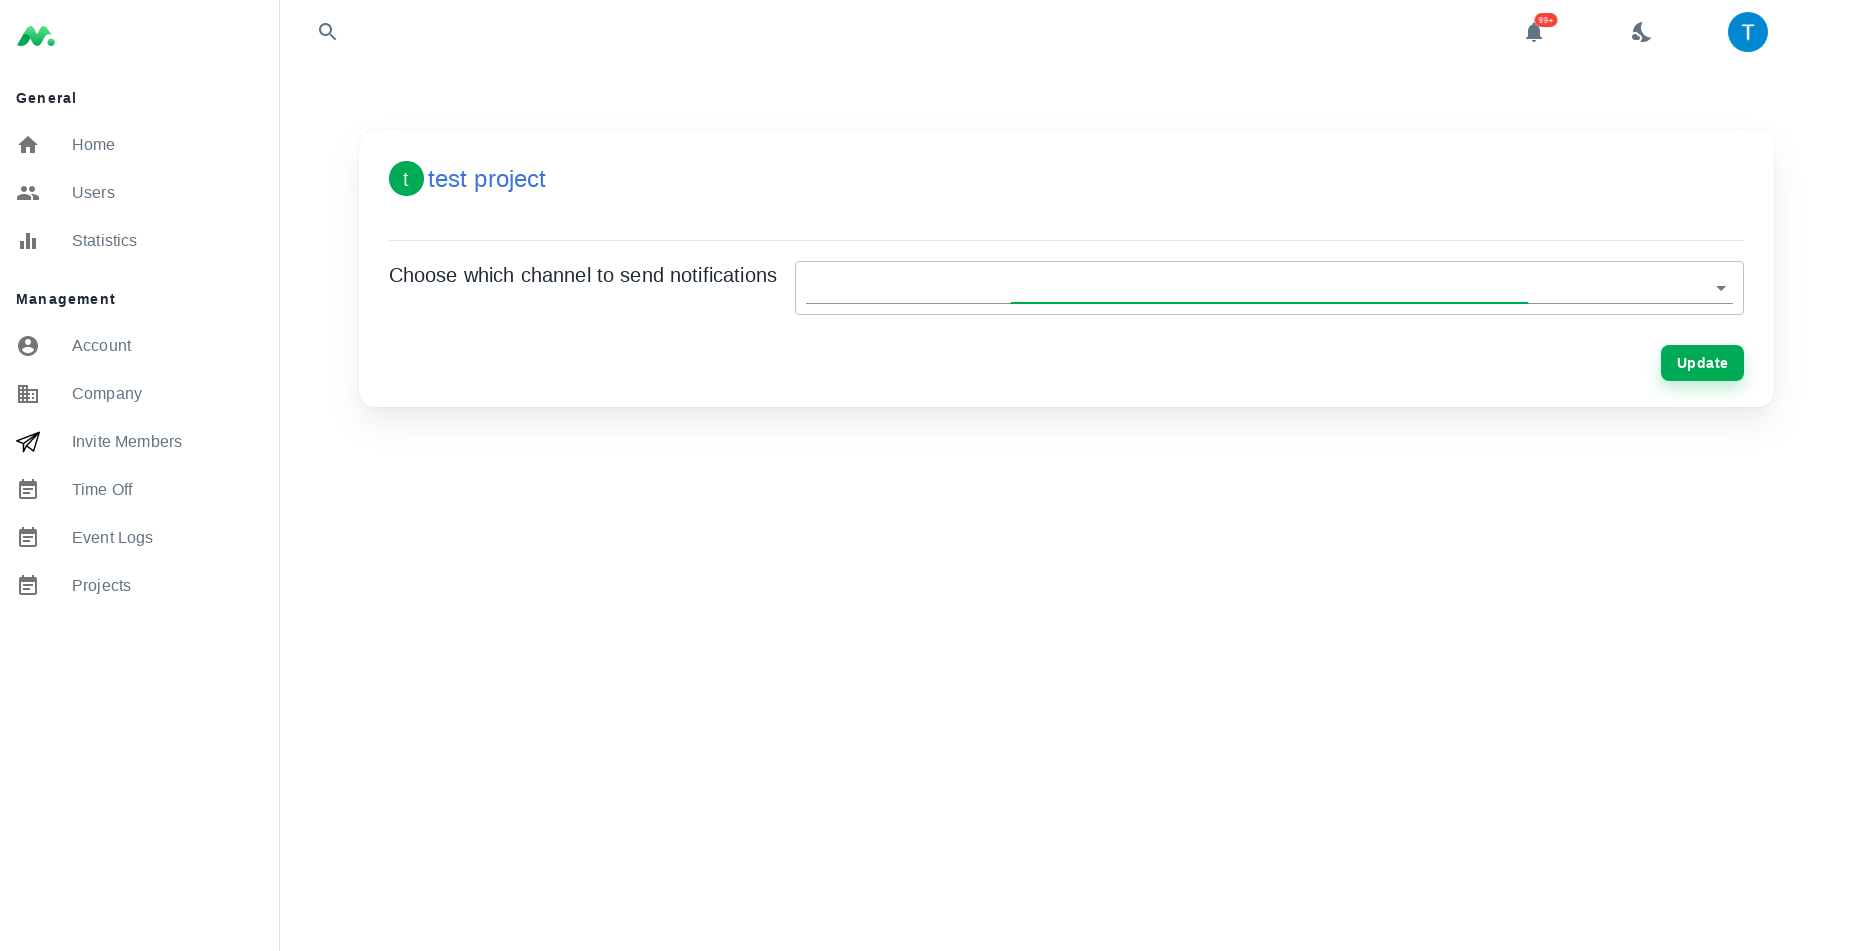 99+
T
General
Home
Users
Statistics
Management
Account
Company
Invite Members
Time Off
Event Logs
Projects
t test project
Choose which channel to send notifications
Update